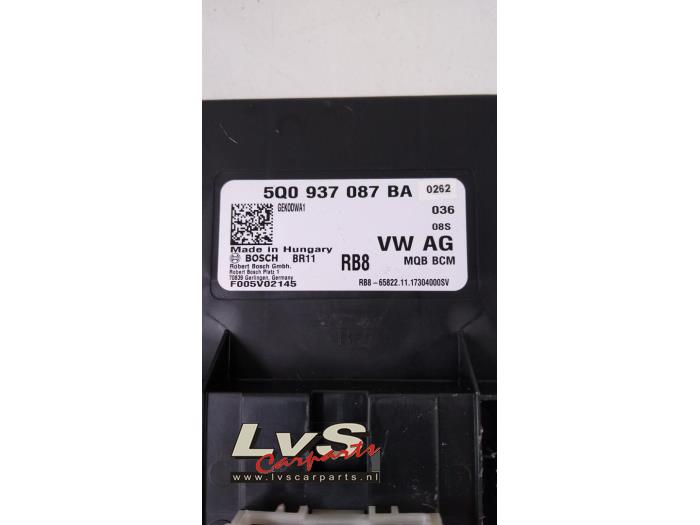 5Q0 937 087 BA 0262
GEK0DWA1
036
08S
Made in Hungary
VW AG
BOSCH BR11 RB8 MQB BCM
Robert Bosch Gmbh.
Robert Bosch Platz 1
70839 Gerlingen, Germany
F005V02145
RB8-65822.11.17304000SV
LvS
Carparts
www.lvscarparts.nl